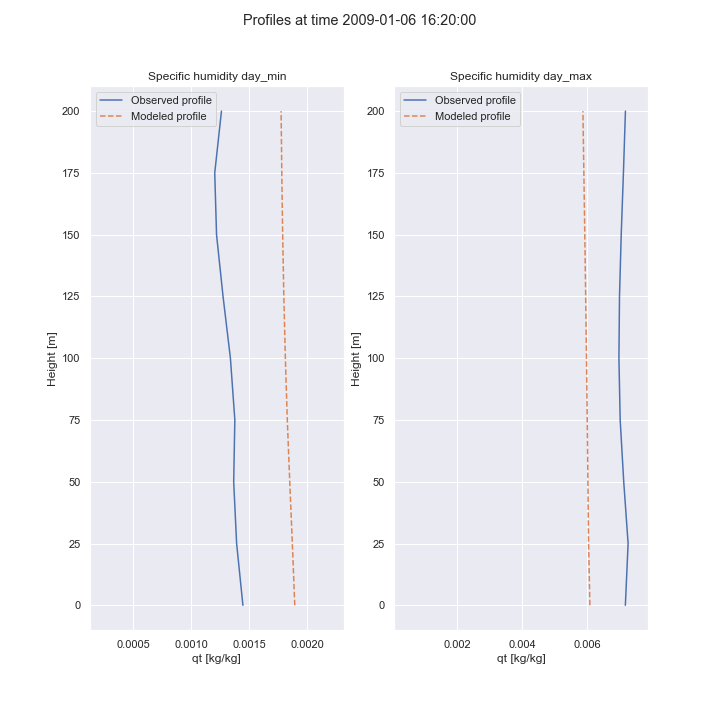 Profiles at time 2009-01-06 16:20:00
Specific humidity day_min
Observed profile
Modeled profile
200
175
150
125
100
75
50
25
0
Height [m]
0.0005
0.0010
0.0015
0.0020
qt [kg/kg]
Specific humidity day_max
Observed profile
Modeled profile
200
175
150
125
100
75
50
25
0
Height [m]
0.002
0.004
0.006
qt [kg/kg]